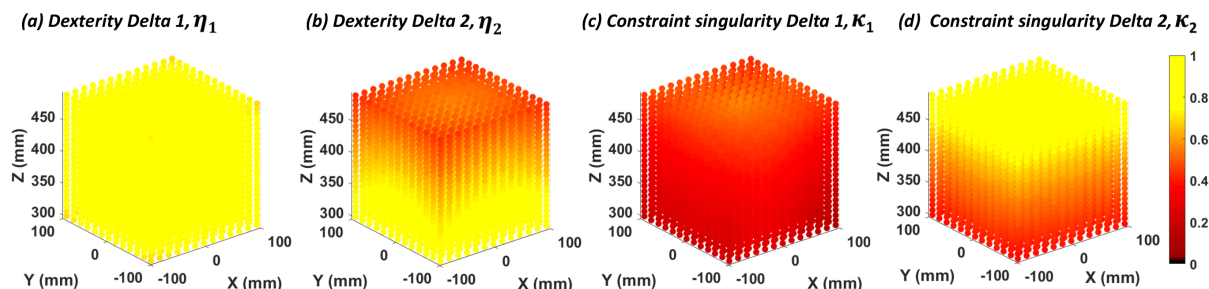 (a) Dexterity Delta 1, η₁
(b) Dexterity Delta 2, η₂
(c) Constraint singularity Delta 1, κ₁
(d) Constraint singularity Delta 2, κ₂
Z (mm)
450
400
350
300
100
0
-100
Y (mm)
-100
0
100
X (mm)
Z (mm)
450
400
350
300
100
0
-100
Y (mm)
-100
0
100
X (mm)
Z (mm)
450
400
350
300
100
0
-100
Y (mm)
-100
0
100
X (mm)
Z (mm)
450
400
350
300
100
0
-100
Y (mm)
-100
0
100
X (mm)
1
0.8
0.6
0.4
0.2
0